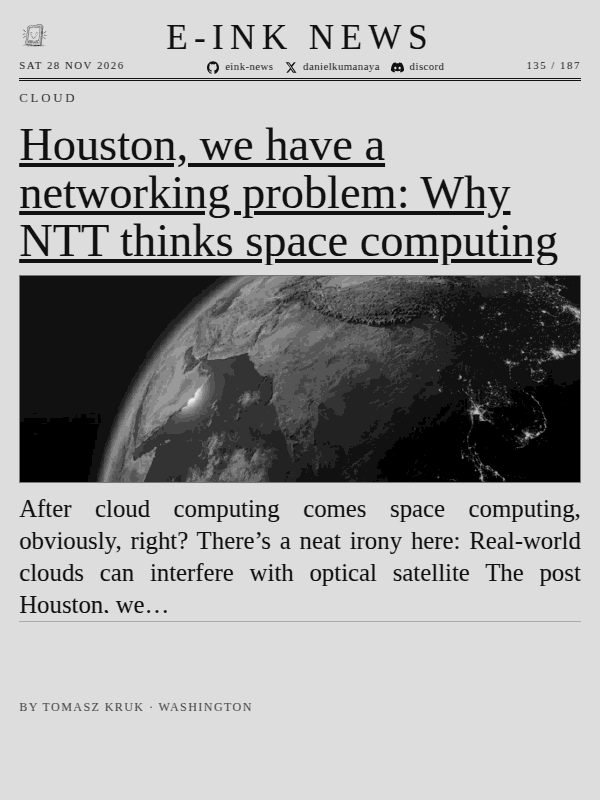 E-INK NEWS
SAT 28 NOV 2026
eink-news danielkumanaya discord
135 / 187
CLOUD
Houston, we have a
networking problem: Why
NTT thinks space computing
After cloud computing comes space computing,
obviously, right? There’s a neat irony here: Real-world
clouds can interfere with optical satellite The post
Houston, we…
BY TOMASZ KRUK · WASHINGTON